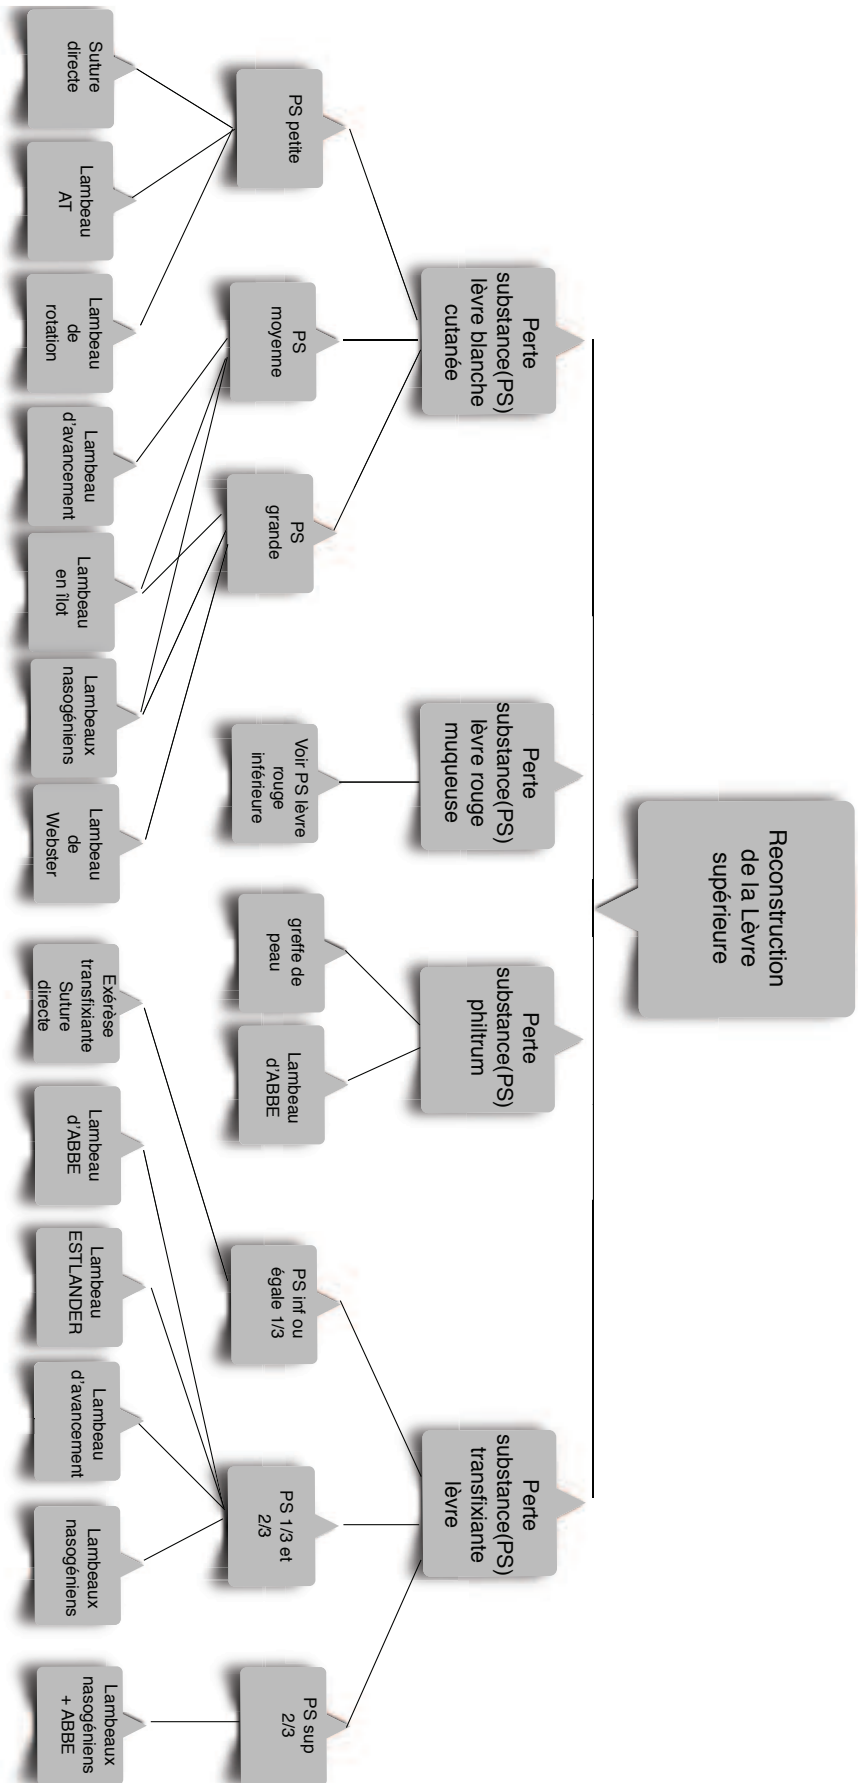 Reconstruction
de la Lèvre
supérieure
Perte
substance(PS)
lèvre blanche
cutanée
Perte
substance(PS)
lèvre rouge
muqueuse
Perte
substance(PS)
philtrum
Perte
substance(PS)
transfixiante
lèvre
PS petite
PS
moyenne
PS
grande
Voir PS lèvre
rouge
inférieure
greffe de
peau
Lambeau
d'ABBE
PS inf ou
égale 1/3
PS 1/3 et
2/3
PS sup
2/3
Suture
directe
Lambeau
AT
Lambeau
de
rotation
Lambeau
d'avancement
Lambeau
en îlot
Lambeaux
nasogéniens
Lambeau
de
Webster
Exérèse
transfixiante
Suture
directe
Lambeau
d'ABBE
Lambeau
ESTLANDER
Lambeau
d'avancement
Lambeaux
nasogéniens
Lambeaux
nasogéniens
+ ABBE